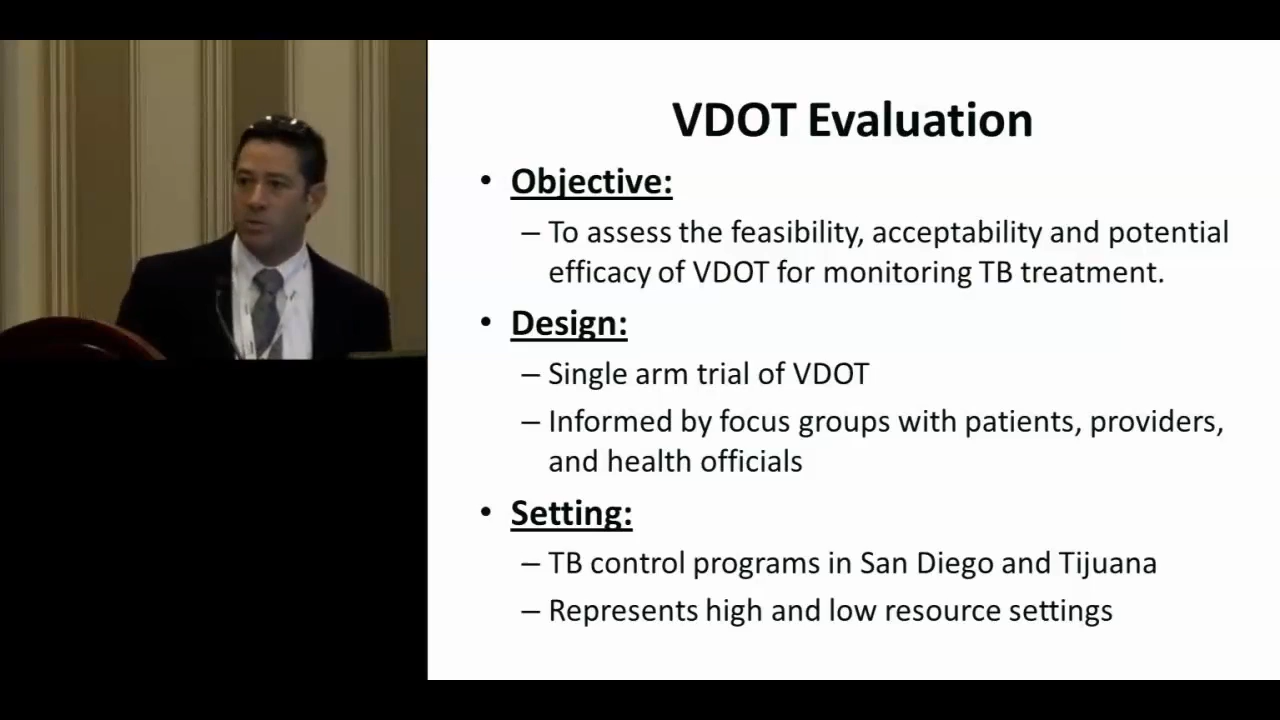 VDOT Evaluation
• Objective:
– To assess the feasibility, acceptability and potential
efficacy of VDOT for monitoring TB treatment.
• Design:
– Single arm trial of VDOT
– Informed by focus groups with patients, providers,
and health officials
• Setting:
– TB control programs in San Diego and Tijuana
– Represents high and low resource settings